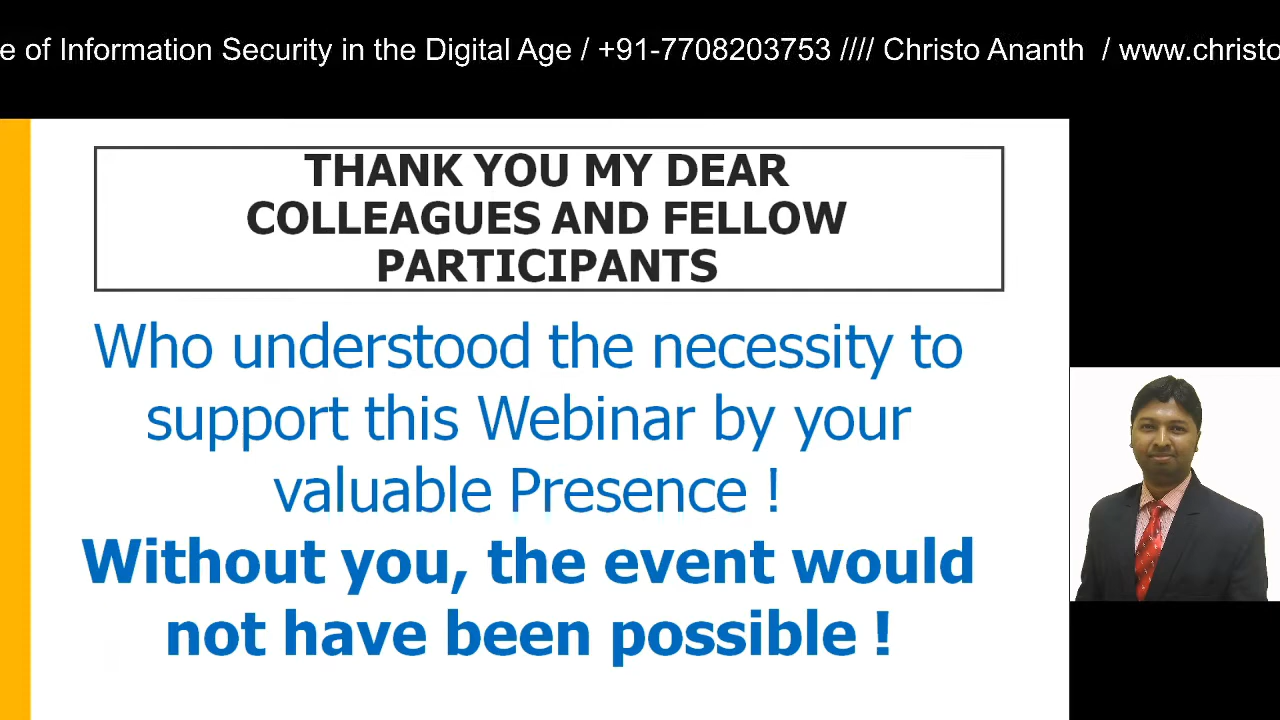 e of Information Security in the Digital Age / +91-7708203753 //// Christo Ananth / www.christo
THANK YOU MY DEAR
COLLEAGUES AND FELLOW
PARTICIPANTS
Who understood the necessity to
support this Webinar by your
valuable Presence !
Without you, the event would
not have been possible !